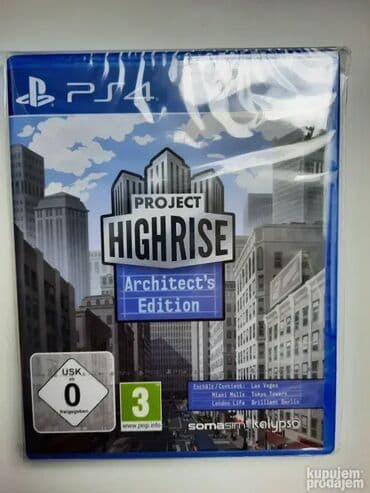 PS4
PROJECT
HIGHRISE
Architect's
Edition
USK
ab
0
freigegeben
3
www.pegi.info
Enthält/Content: Las Vegas
Miami Malls Tokyo Towers
London Life Brilliant Berlin
somasim kalypso
kupujem
prodajem